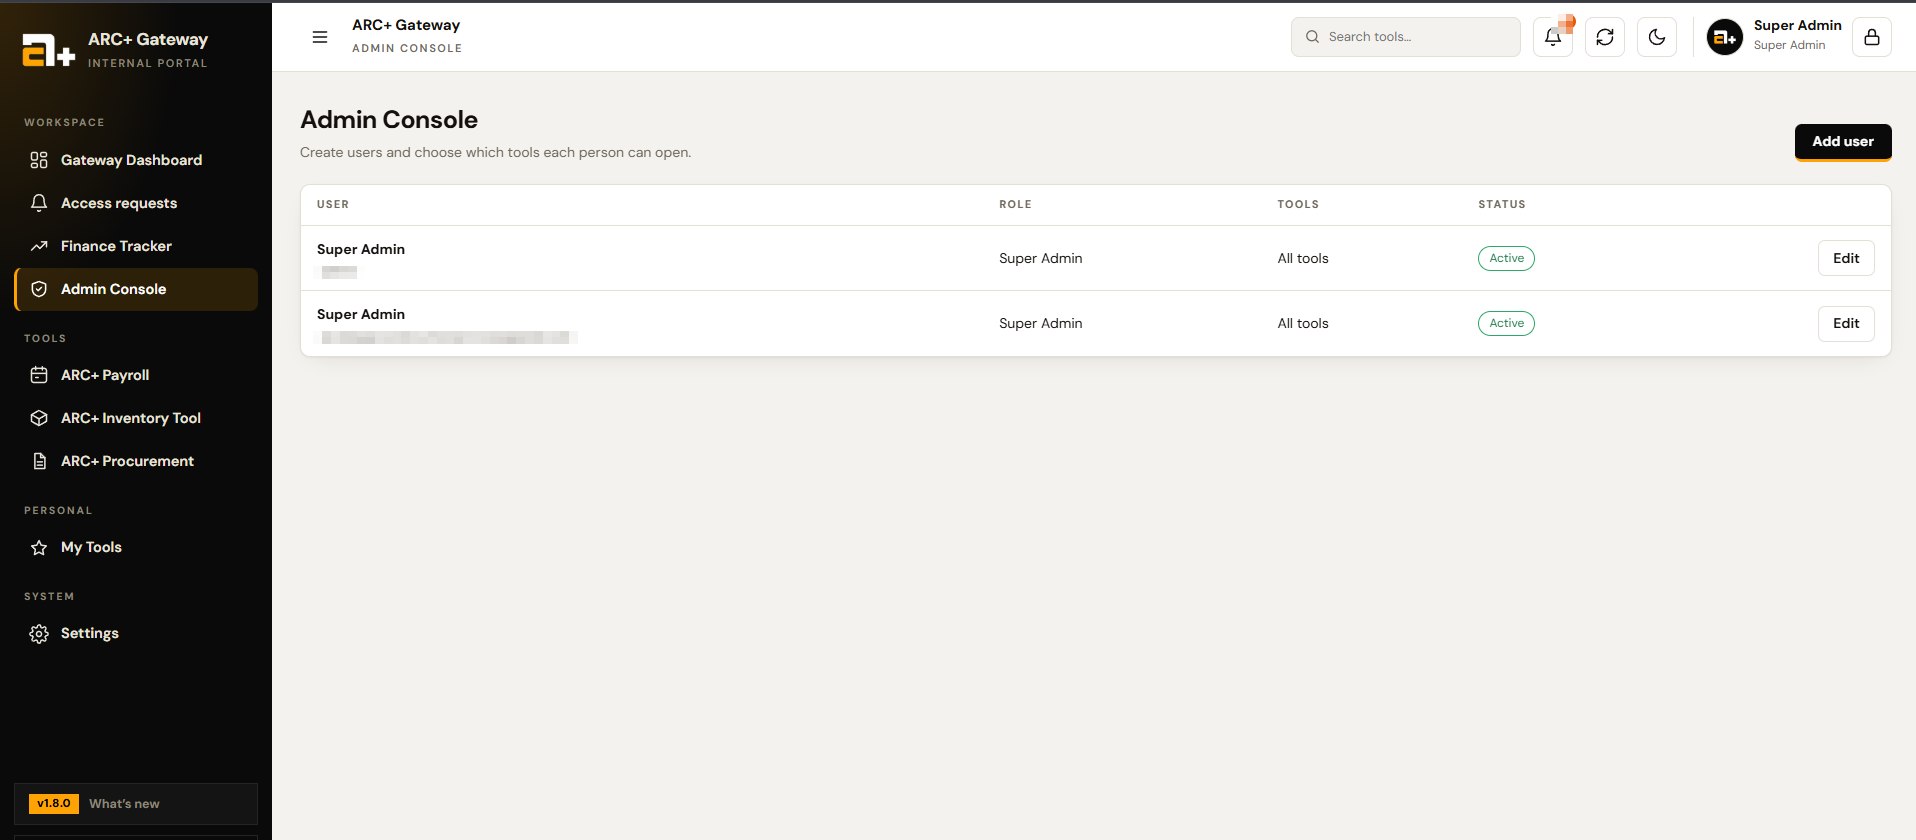 ARC+ Gateway
INTERNAL PORTAL
WORKSPACE
Gateway Dashboard
Access requests
Finance Tracker
Admin Console
TOOLS
ARC+ Payroll
ARC+ Inventory Tool
ARC+ Procurement
PERSONAL
My Tools
SYSTEM
Settings
v1.8.0 What's new
ARC+ Gateway
ADMIN CONSOLE
Search tools...
Super Admin
Super Admin
Admin Console
Create users and choose which tools each person can open.
Add user
USER ROLE TOOLS STATUS
Super Admin
Super Admin All tools Active Edit
Super Admin
Super Admin All tools Active Edit